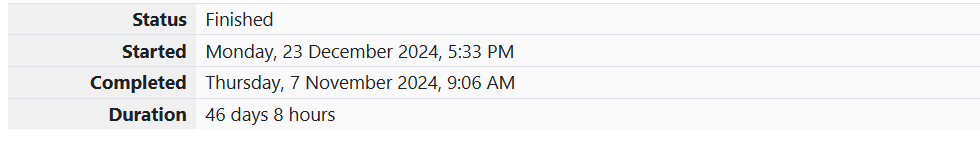 Status Finished
Started Monday, 23 December 2024, 5:33 PM
Completed Thursday, 7 November 2024, 9:06 AM
Duration 46 days 8 hours